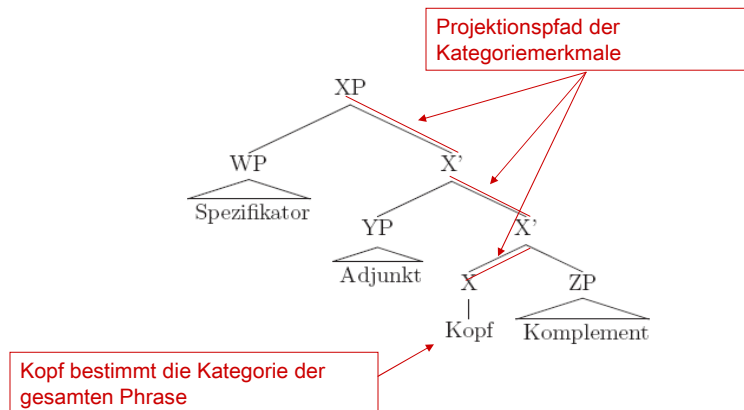 Projektionspfad der
Kategoriemerkmale
XP
WP X'
Spezifikator
YP X'
Adjunkt
X ZP
Kopf Komplement
Kopf bestimmt die Kategorie der
gesamten Phrase